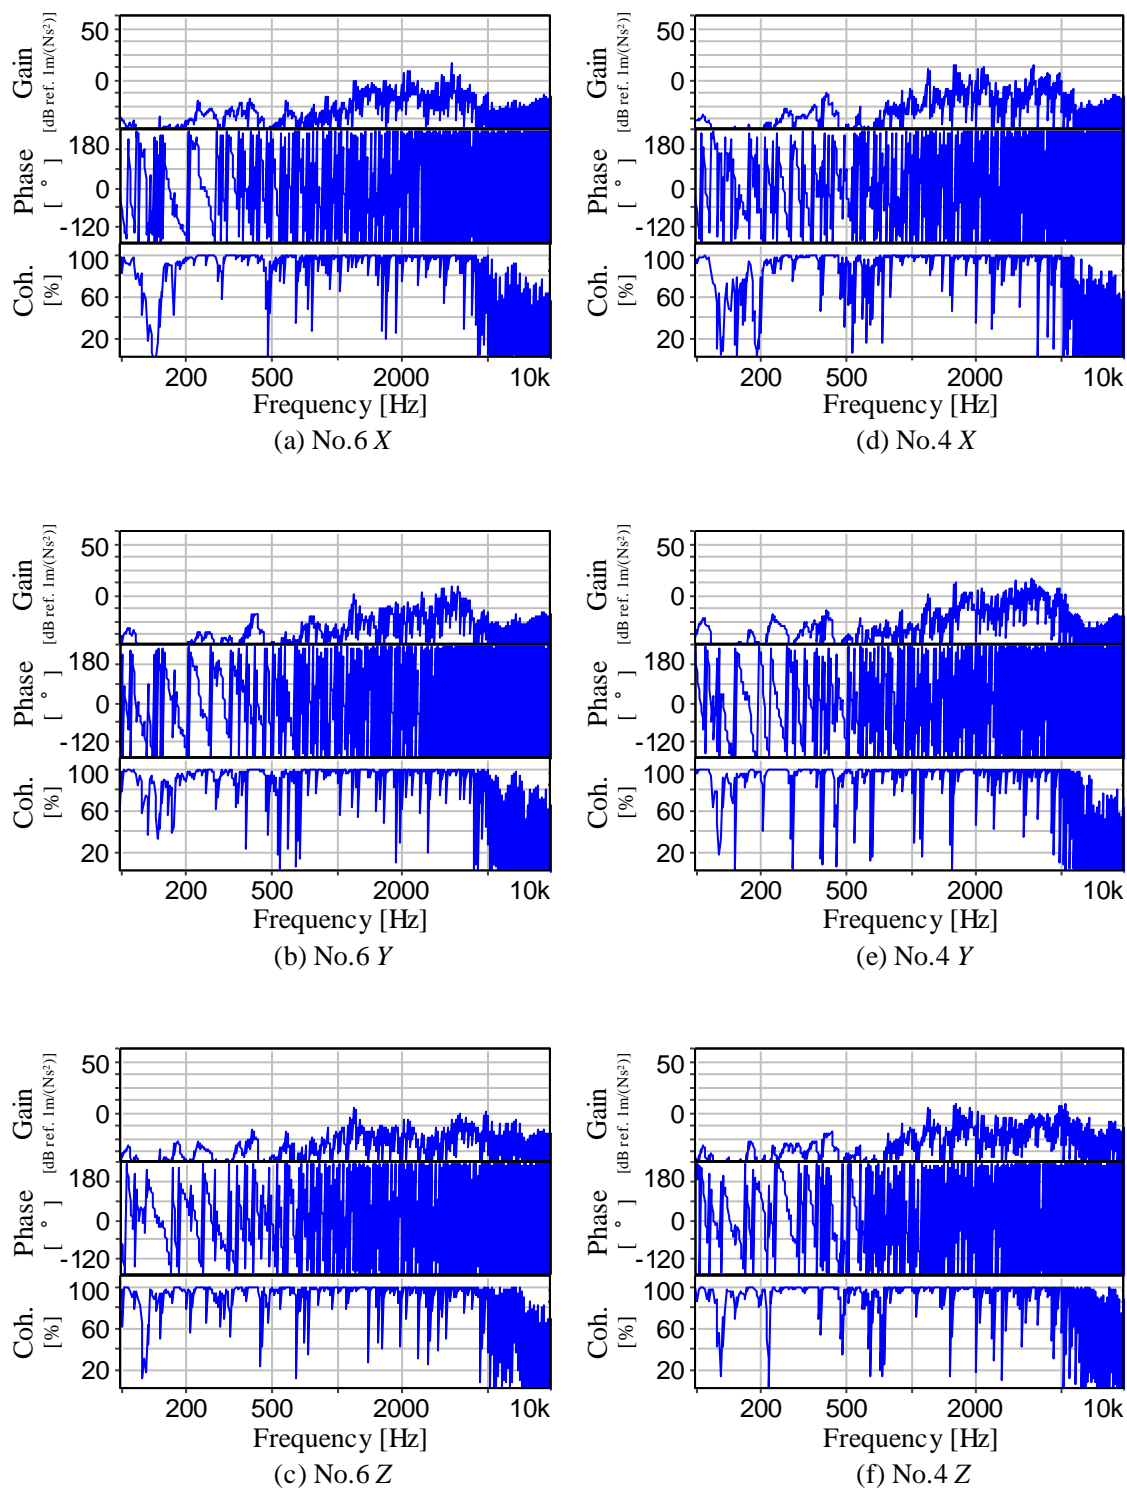 50
0
Gain
[dB ref. 1m/(Ns²)]
180
0
-120
Phase
[ ° ]
100
60
20
Coh.
[%]
200 500 2000 10k
Frequency [Hz]
(a) No.6 X
50
0
Gain
[dB ref. 1m/(Ns²)]
180
0
-120
Phase
[ ° ]
100
60
20
Coh.
[%]
200 500 2000 10k
Frequency [Hz]
(d) No.4 X
50
0
Gain
[dB ref. 1m/(Ns²)]
180
0
-120
Phase
[ ° ]
100
60
20
Coh.
[%]
200 500 2000 10k
Frequency [Hz]
(b) No.6 Y
50
0
Gain
[dB ref. 1m/(Ns²)]
180
0
-120
Phase
[ ° ]
100
60
20
Coh.
[%]
200 500 2000 10k
Frequency [Hz]
(e) No.4 Y
50
0
Gain
[dB ref. 1m/(Ns²)]
180
0
-120
Phase
[ ° ]
100
60
20
Coh.
[%]
200 500 2000 10k
Frequency [Hz]
(c) No.6 Z
50
0
Gain
[dB ref. 1m/(Ns²)]
180
0
-120
Phase
[ ° ]
100
60
20
Coh.
[%]
200 500 2000 10k
Frequency [Hz]
(f) No.4 Z